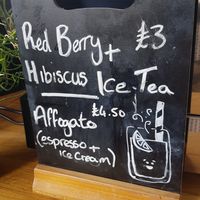 Red Berry + £3
Hibiscus Ice Tea
Affogato £4.50
(espresso +
ice cream)